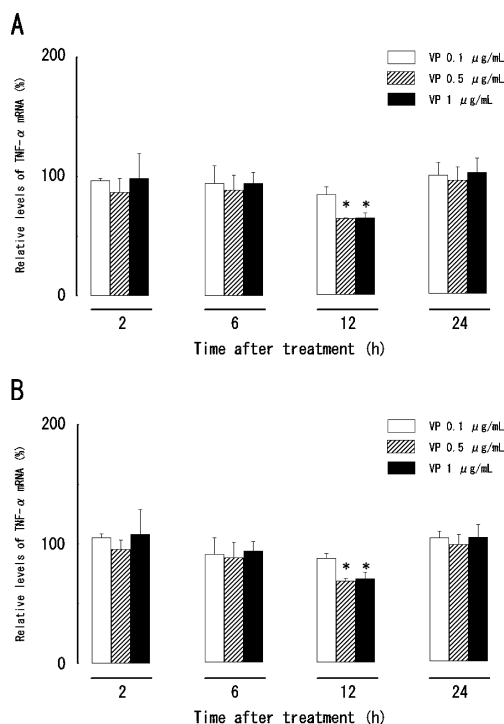 A
200
VP 0.1 μg/mL
VP 0.5 μg/mL
VP 1 μg/mL
Relative levels of TNF-α mRNA (%)
100
* *
0
2 6 12 24
Time after treatment (h)
B
200
VP 0.1 μg/mL
VP 0.5 μg/mL
VP 1 μg/mL
Relative levels of TNF-α mRNA (%)
100
* *
0
2 6 12 24
Time after treatment (h)